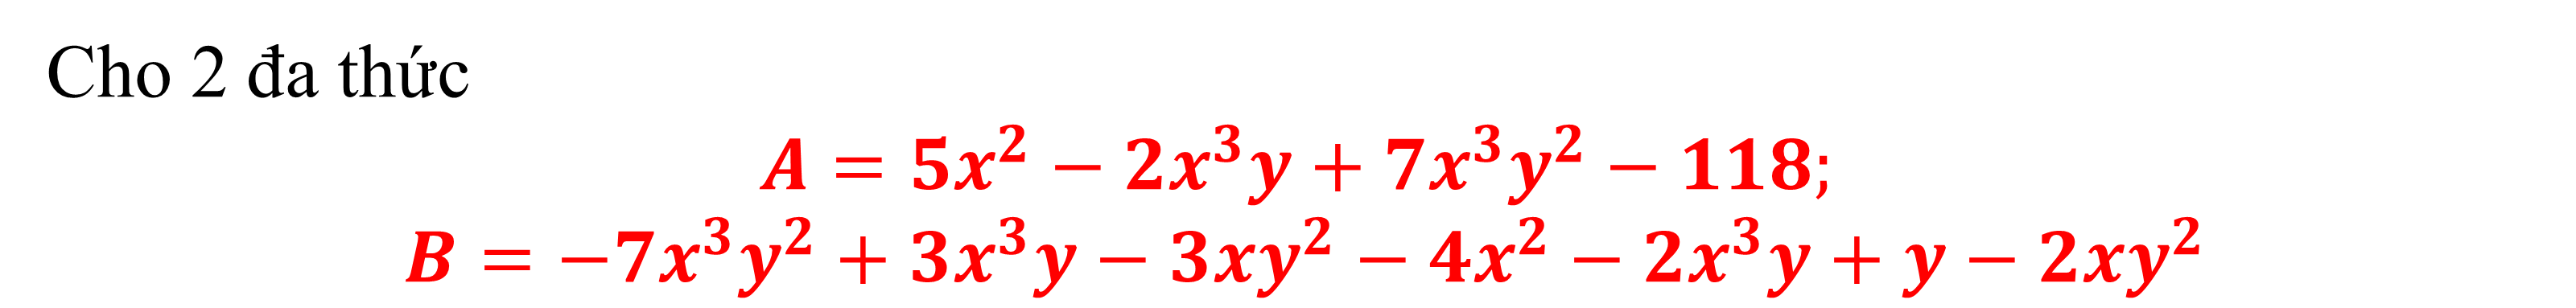 Cho 2 đa thức
A = 5x² − 2x³y + 7x³y² − 118;
B = −7x³y² + 3x³y − 3xy² − 4x² − 2x³y + y − 2xy²